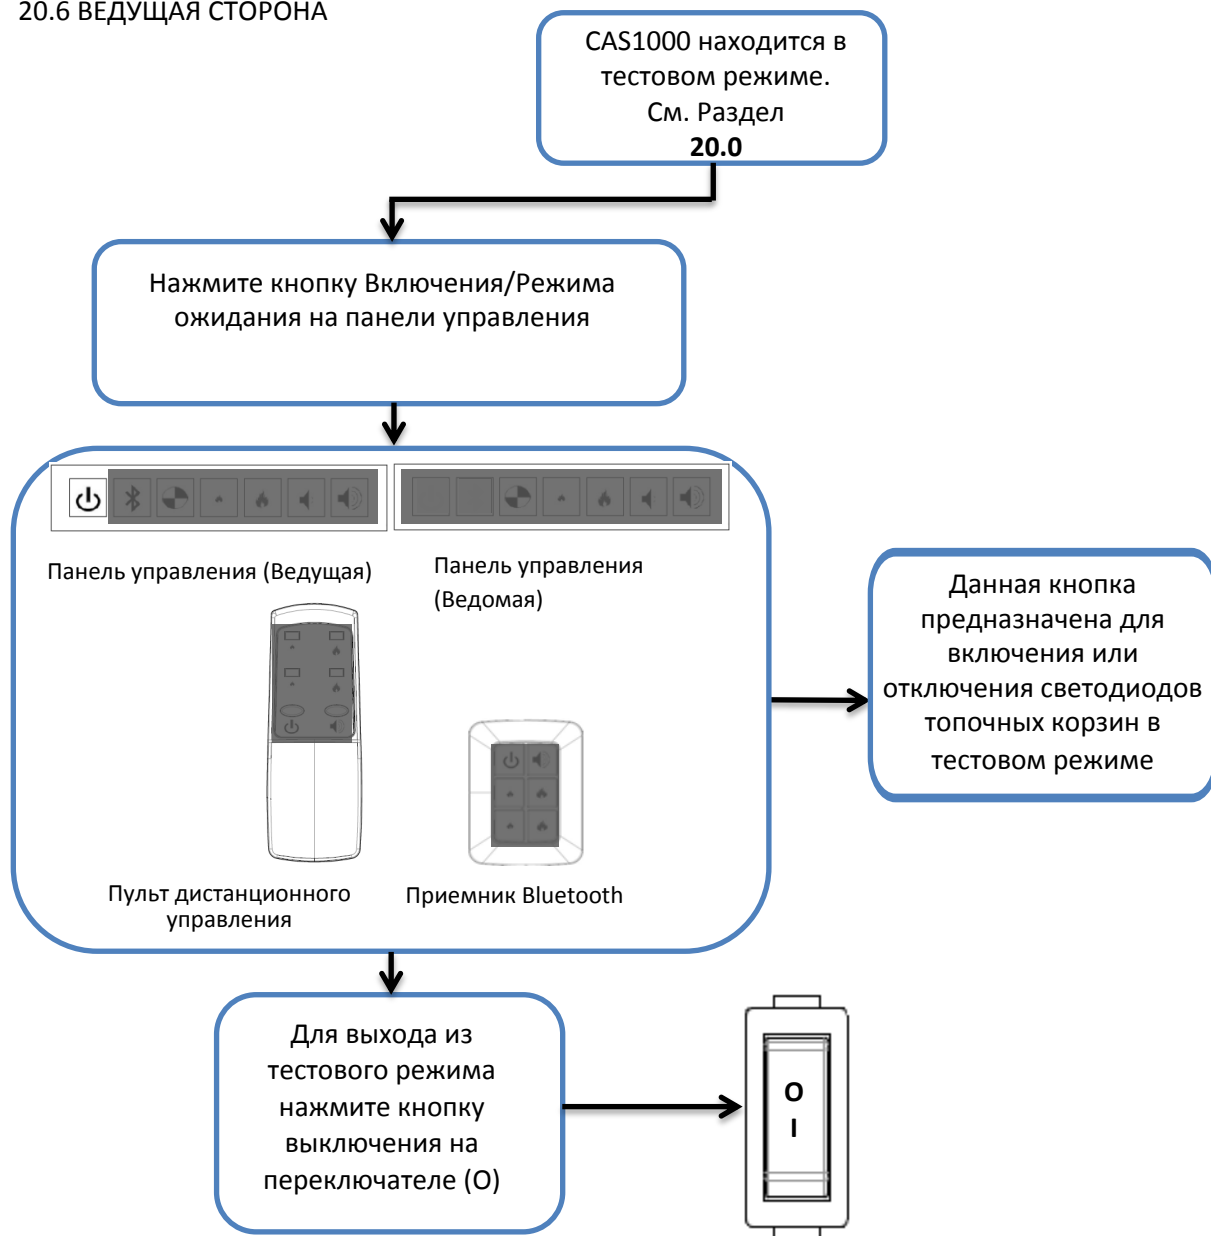 20.6 ВЕДУЩАЯ СТОРОНА
CAS1000 находится в
тестовом режиме.
См. Раздел
20.0
Нажмите кнопку Включения/Режима
ожидания на панели управления
Панель управления (Ведущая)
Панель управления
(Ведомая)
Пульт дистанционного
управления
Приемник Bluetooth
Данная кнопка
предназначена для
включения или
отключения светодиодов
топочных корзин в
тестовом режиме
Для выхода из
тестового режима
нажмите кнопку
выключения на
переключателе (О)
O
I